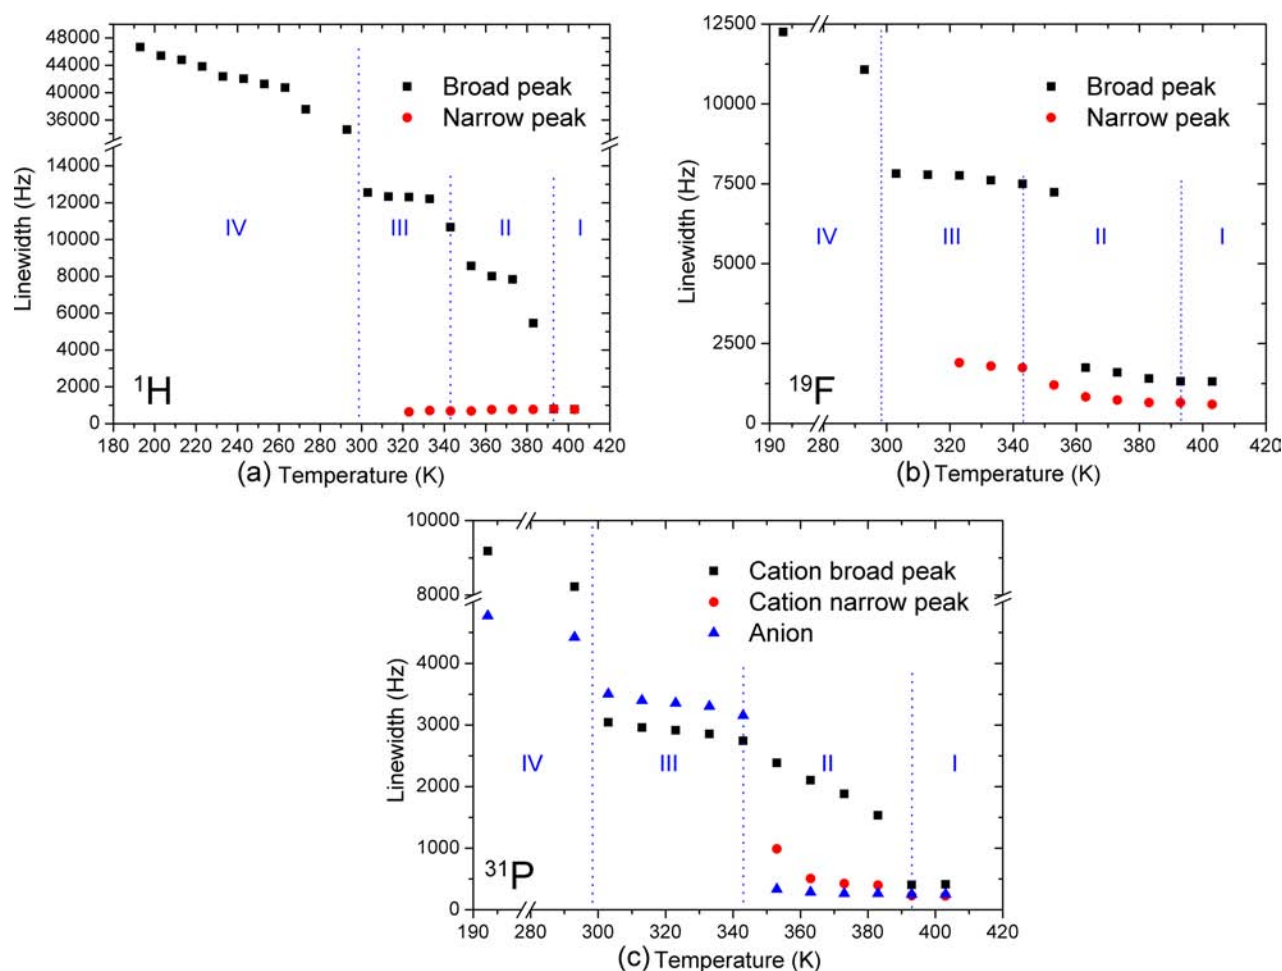 48000
46000
44000
42000
40000
38000
36000
14000
12000
10000
8000
6000
4000
2000
0
Linewidth (Hz)
Broad peak
Narrow peak
IV
III
II
I
¹H
180 200 220 240 260 280 300 320 340 360 380 400 420
(a) Temperature (K)
12500
10000
7500
5000
2500
0
Linewidth (Hz)
Broad peak
Narrow peak
IV
III
II
I
¹⁹F
190 280 300 320 340 360 380 400 420
(b) Temperature (K)
10000
8000
4000
3000
2000
1000
0
Linewidth (Hz)
Cation broad peak
Cation narrow peak
Anion
IV
III
II
I
³¹P
190 280 300 320 340 360 380 400 420
(c) Temperature (K)